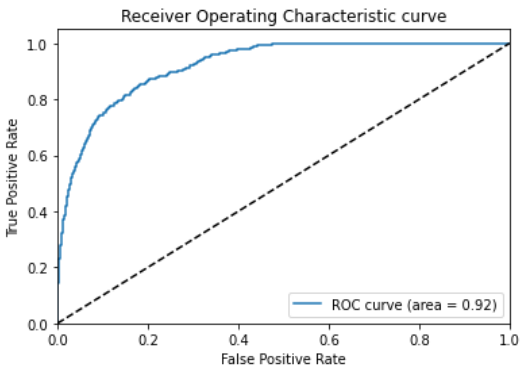 Receiver Operating Characteristic curve
True Positive Rate
1.0
0.8
0.6
0.4
0.2
0.0
0.0 0.2 0.4 0.6 0.8 1.0
False Positive Rate
ROC curve (area = 0.92)